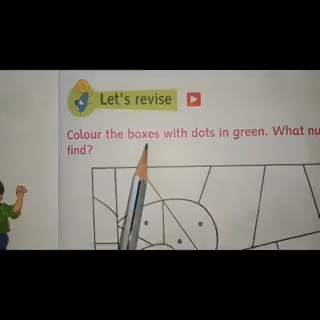 Let's revise
Colour the boxes with dots in green. What nu
find?